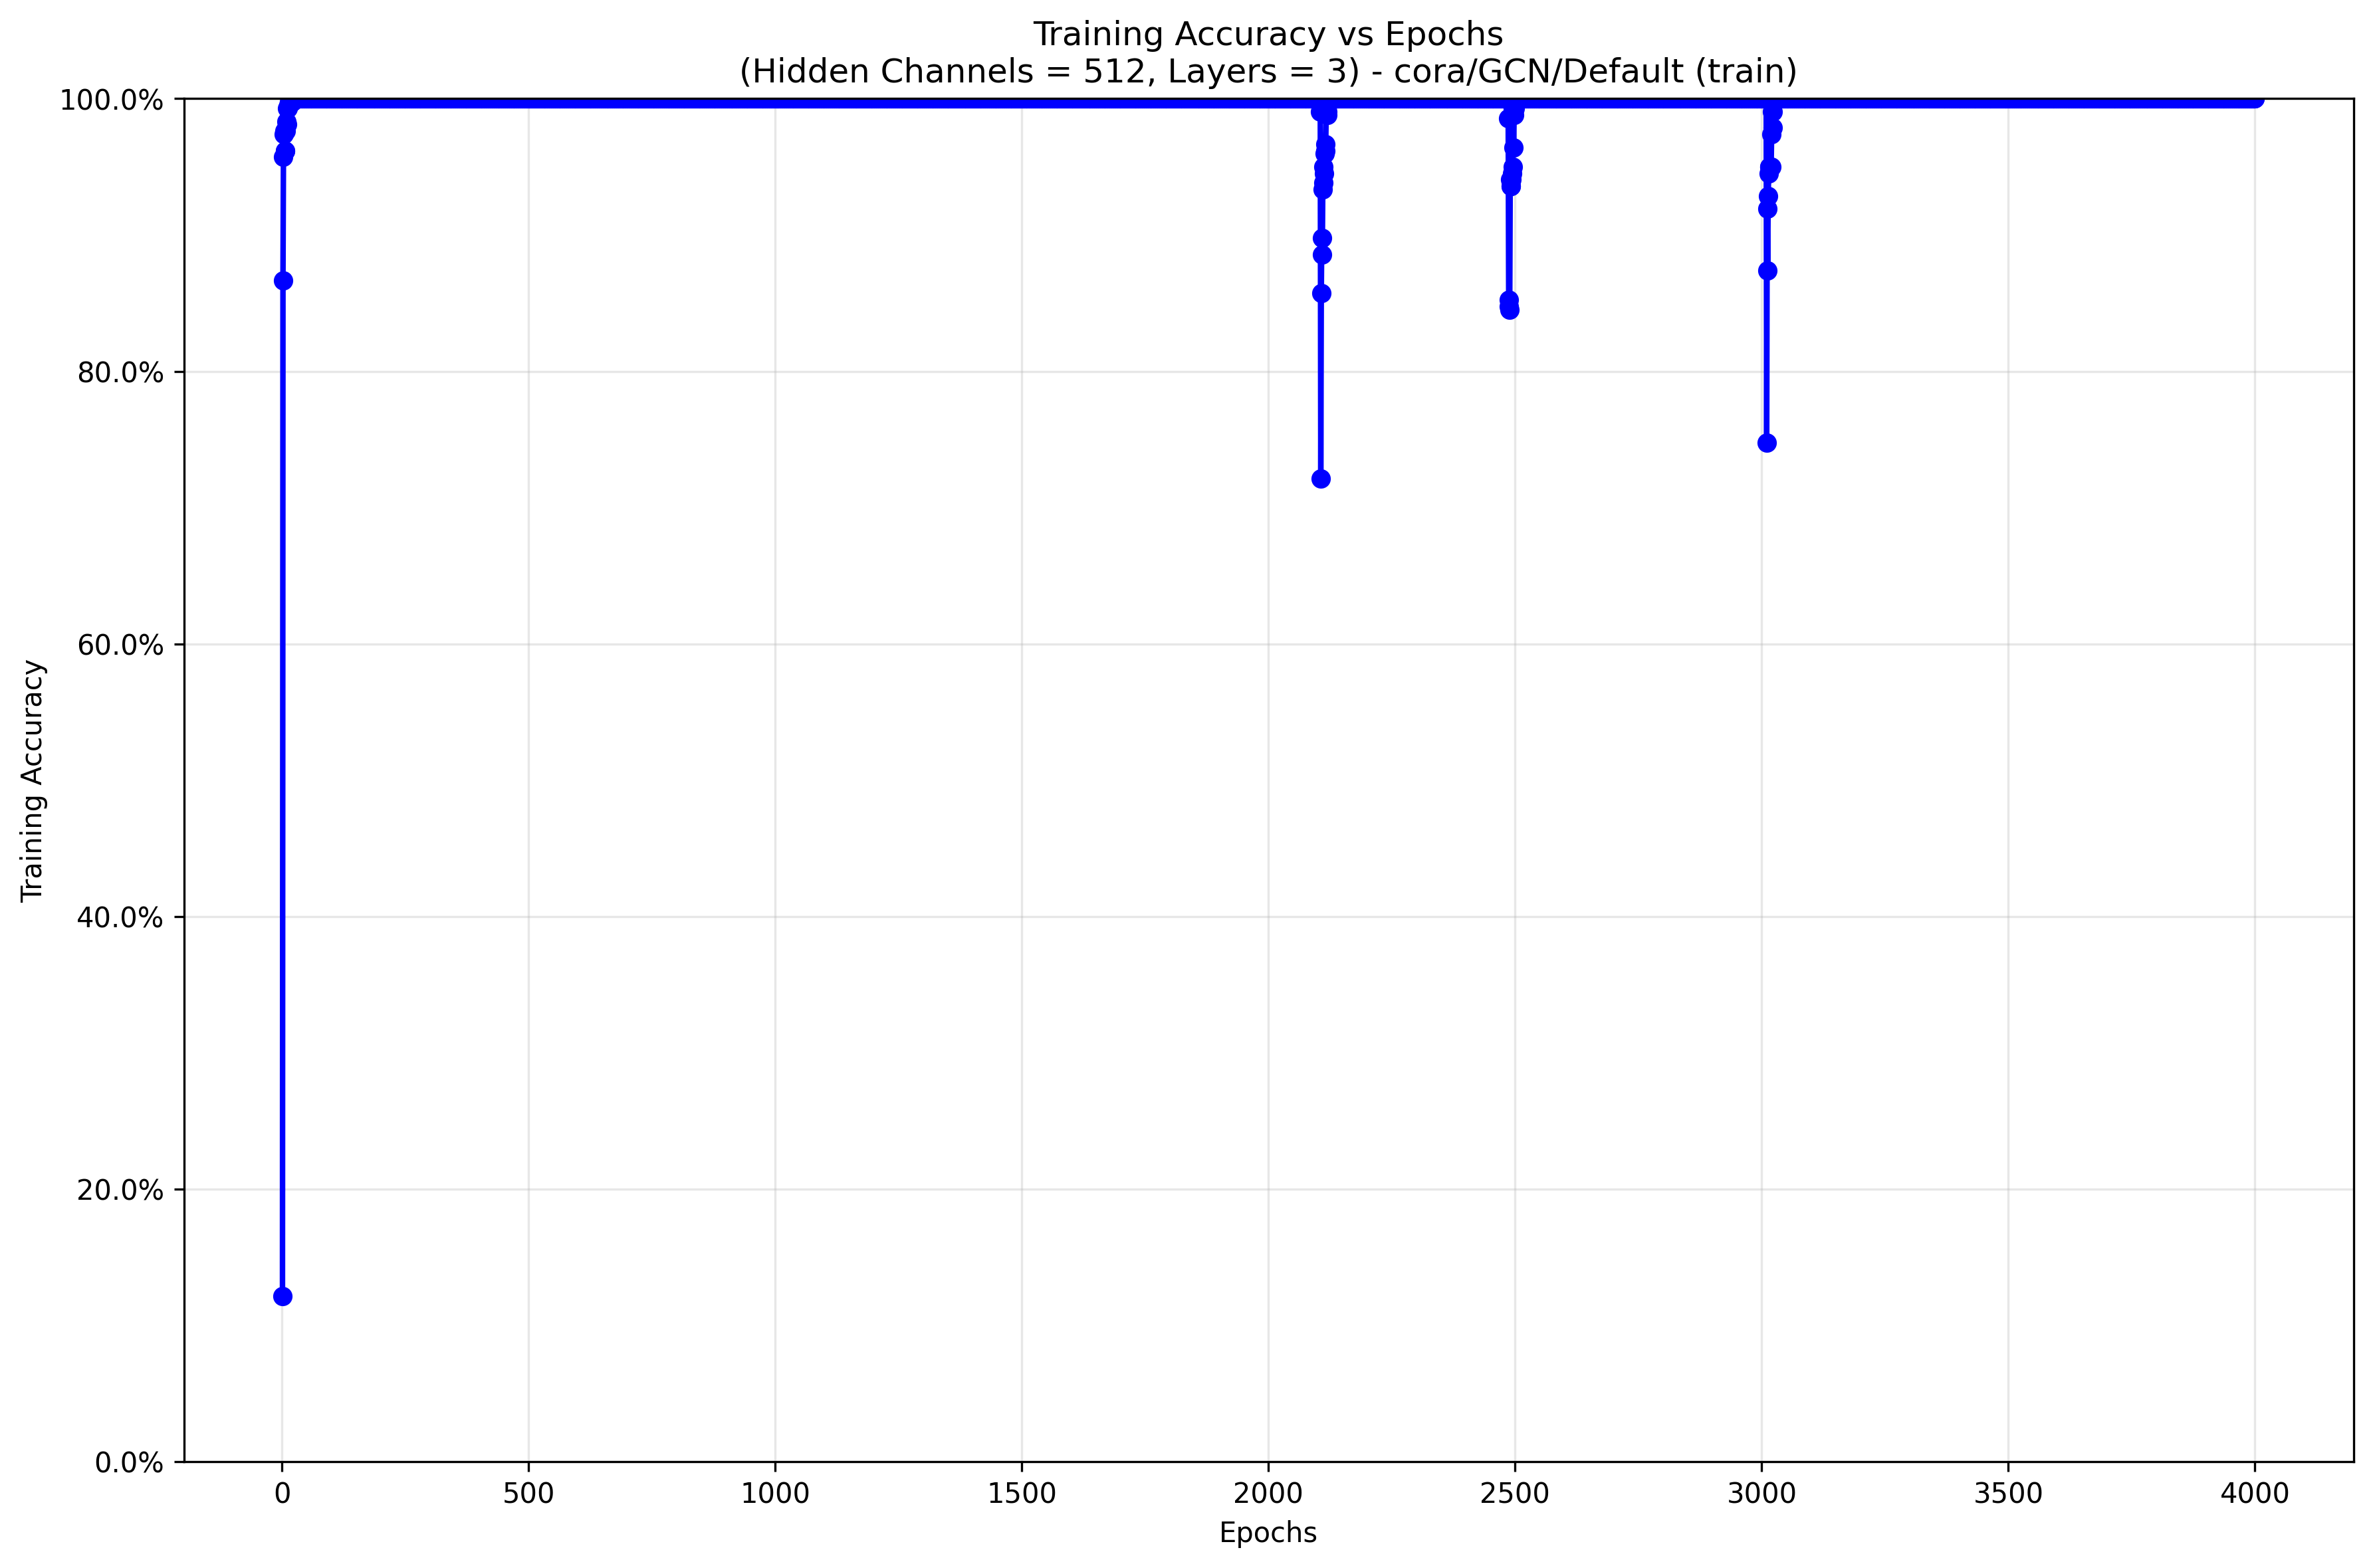 Training Accuracy vs Epochs
(Hidden Channels = 512, Layers = 3) - cora/GCN/Default (train)
Training Accuracy
100.0%
80.0%
60.0%
40.0%
20.0%
0.0%
0 500 1000 1500 2000 2500 3000 3500 4000
Epochs